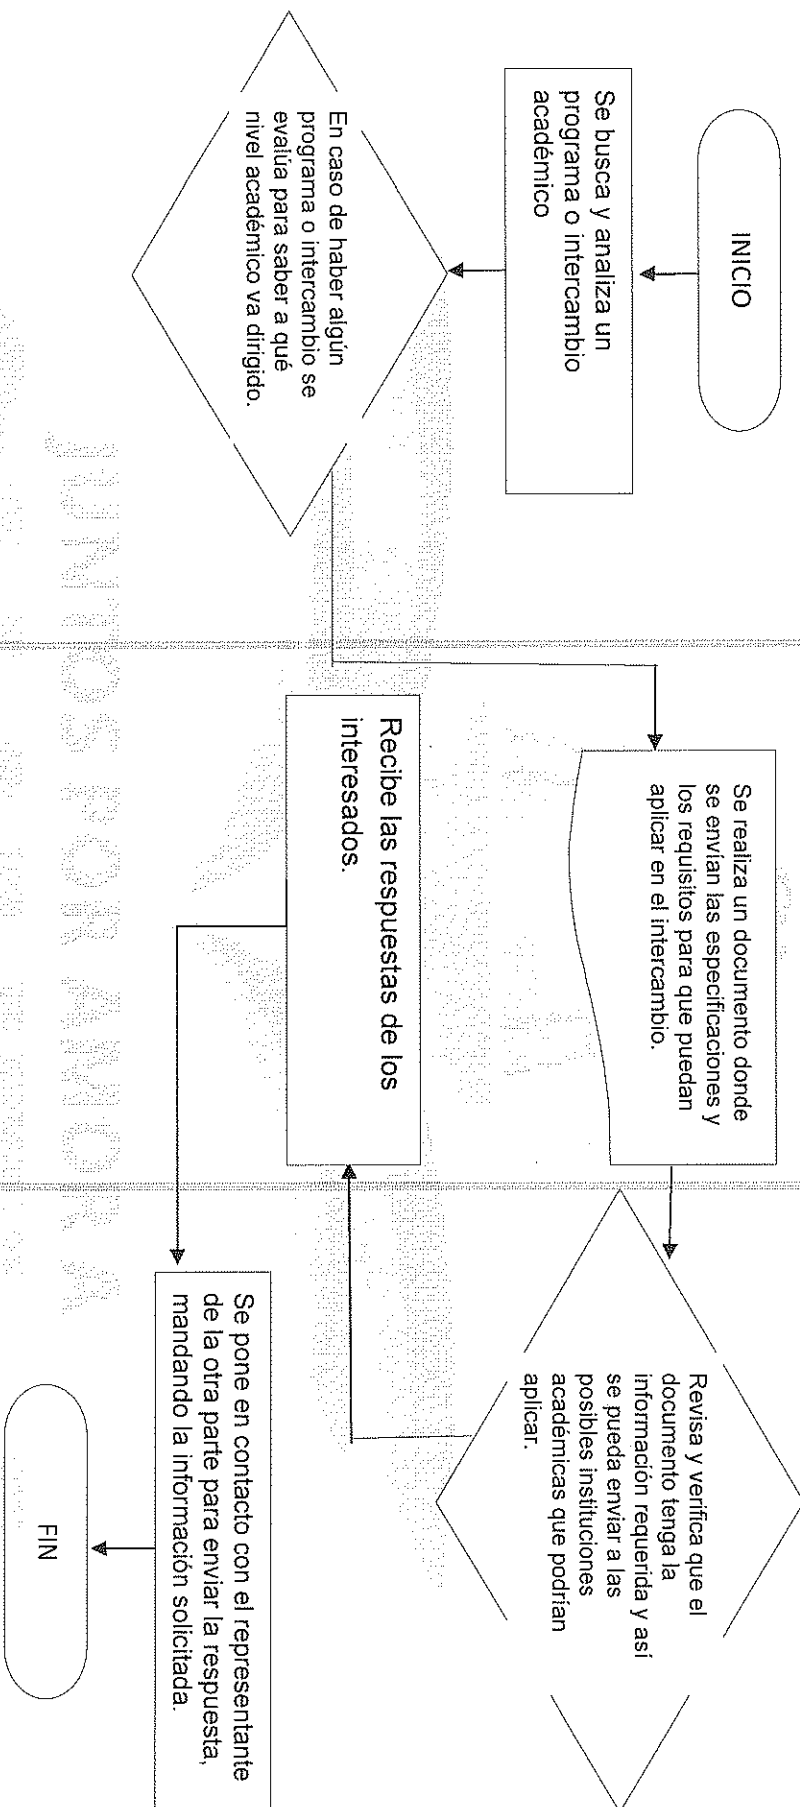 INICIO
Se busca y analiza un
programa o intercambio
académico
En caso de haber algún
programa o intercambio se
evalúa para saber a qué
nivel académico va dirigido.
Se realiza un documento donde
se envían las especificaciones y
los requisitos para que puedan
aplicar en el intercambio.
Revisa y verifica que el
documento tenga la
información requerida y así
se pueda enviar a las
posibles instituciones
académicas que podrían
aplicar.
Recibe las respuestas de los
interesados.
Se pone en contacto con el representante
de la otra parte para enviar la respuesta,
mandando la información solicitada.
FIN
JUNTOS POR AMOR A